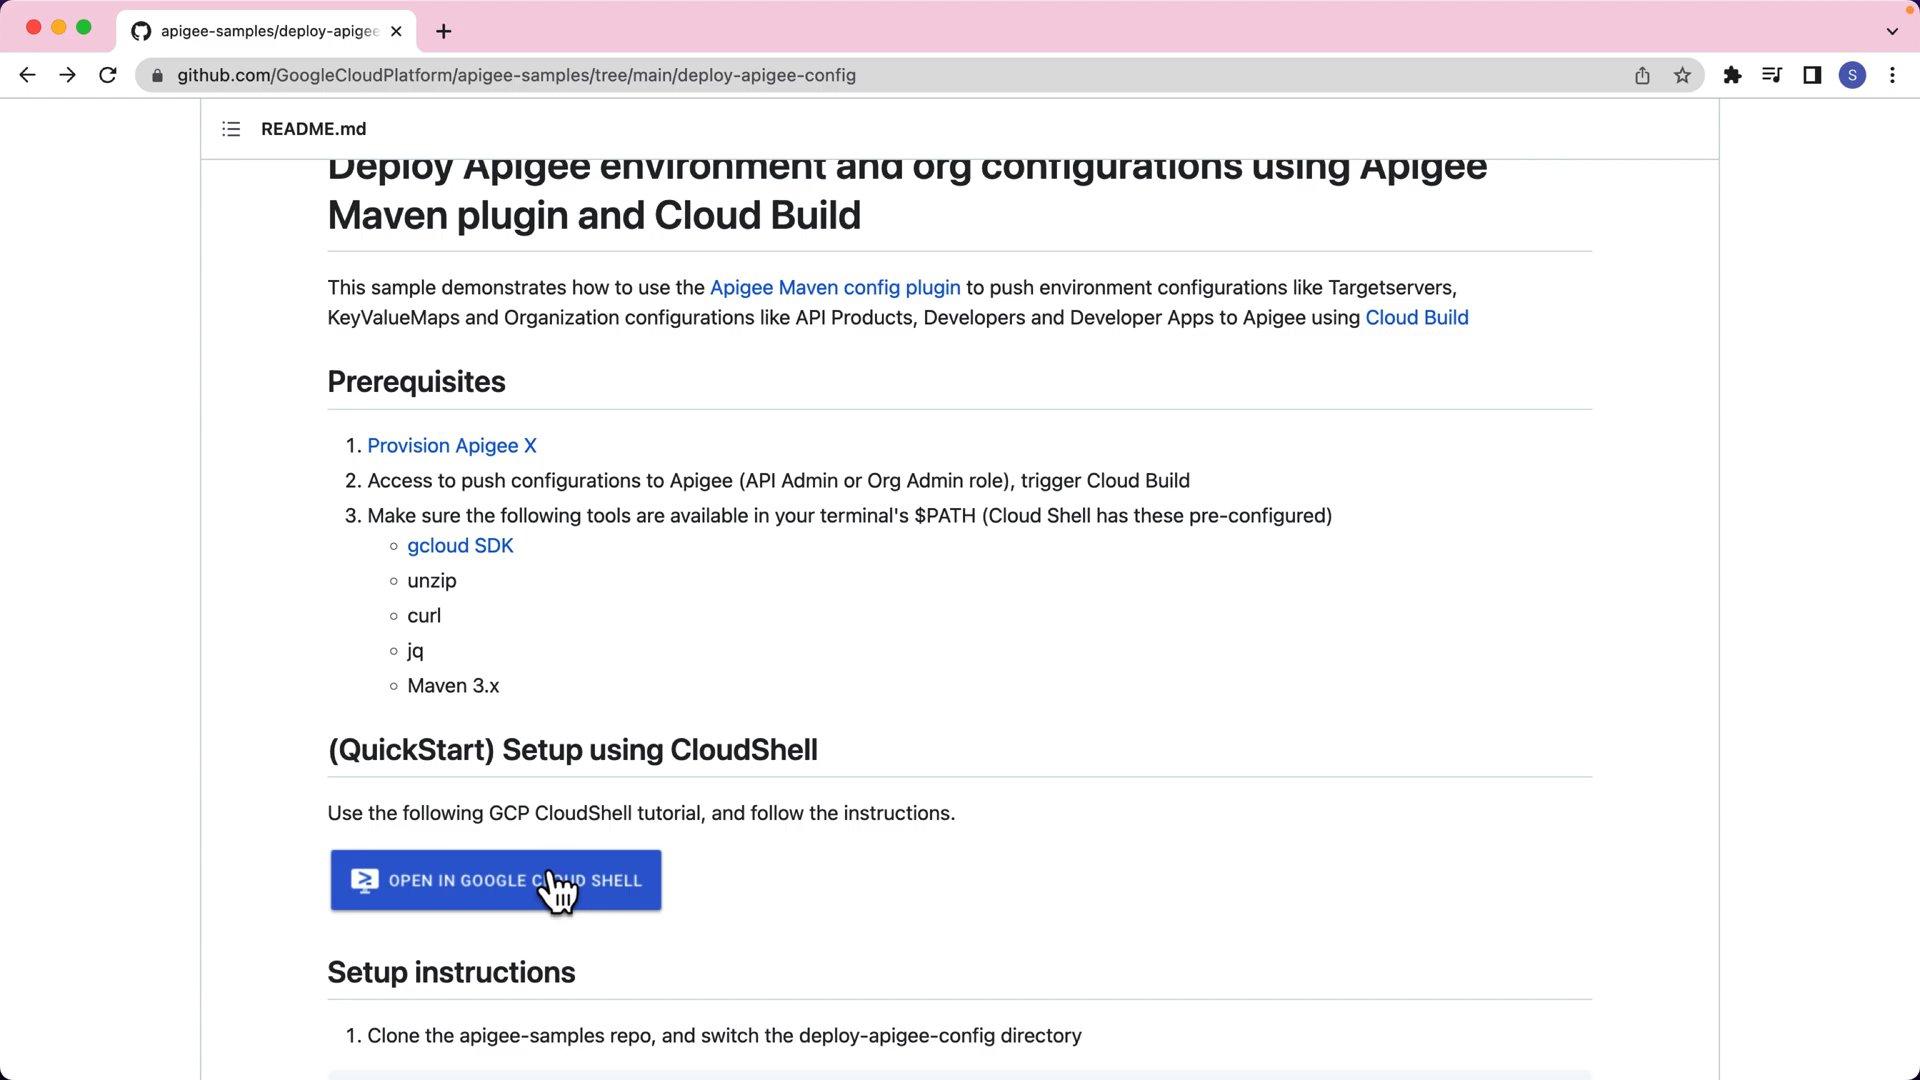 apigee-samples/deploy-apigee
github.com/GoogleCloudPlatform/apigee-samples/tree/main/deploy-apigee-config
S
README.md
Deploy Apigee environment and org configurations using Apigee
Maven plugin and Cloud Build
This sample demonstrates how to use the Apigee Maven config plugin to push environment configurations like Targetservers,
KeyValueMaps and Organization configurations like API Products, Developers and Developer Apps to Apigee using Cloud Build
Prerequisites
1. Provision Apigee X
2. Access to push configurations to Apigee (API Admin or Org Admin role), trigger Cloud Build
3. Make sure the following tools are available in your terminal's $PATH (Cloud Shell has these pre-configured)
gcloud SDK
unzip
curl
jq
Maven 3.x
(QuickStart) Setup using CloudShell
Use the following GCP CloudShell tutorial, and follow the instructions.
OPEN IN GOOGLE CLOUD SHELL
Setup instructions
1. Clone the apigee-samples repo, and switch the deploy-apigee-config directory